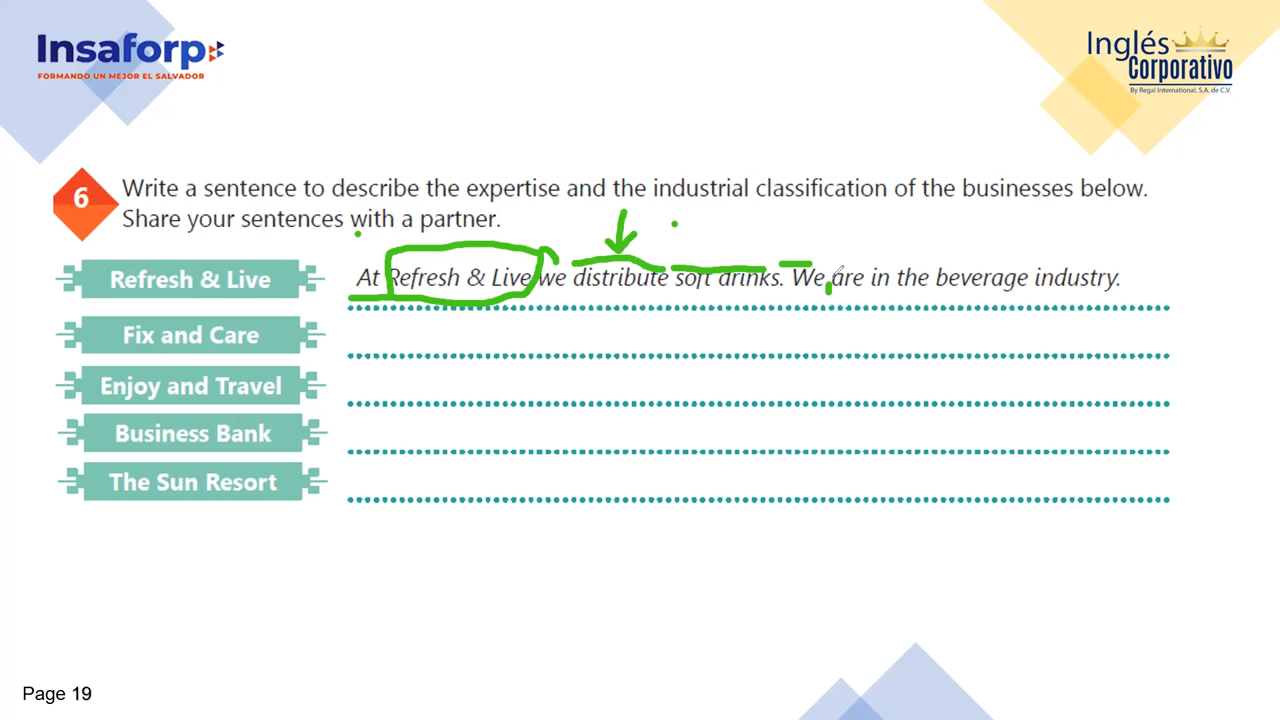 Insaforp
FORMANDO UN MEJOR EL SALVADOR
Inglés
Corporativo
By Regal International, S.A. de C.V.
6
Write a sentence to describe the expertise and the industrial classification of the businesses below.
Share your sentences with a partner.
Refresh & Live
At Refresh & Live we distribute soft drinks. We are in the beverage industry.
Fix and Care
Enjoy and Travel
Business Bank
The Sun Resort
Page 19